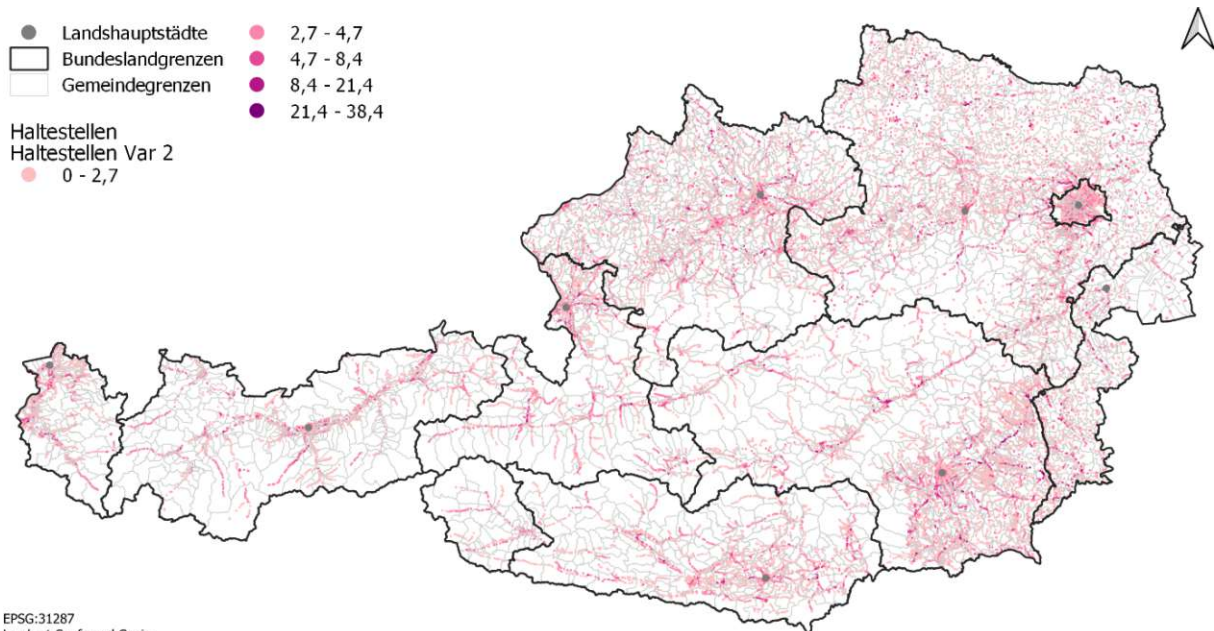 Landshauptstädte
Bundeslandgrenzen
Gemeindegrenzen
Haltestellen
Haltestellen Var 2
0 - 2,7
2,7 - 4,7
4,7 - 8,4
8,4 - 21,4
21,4 - 38,4
EPSG:31287